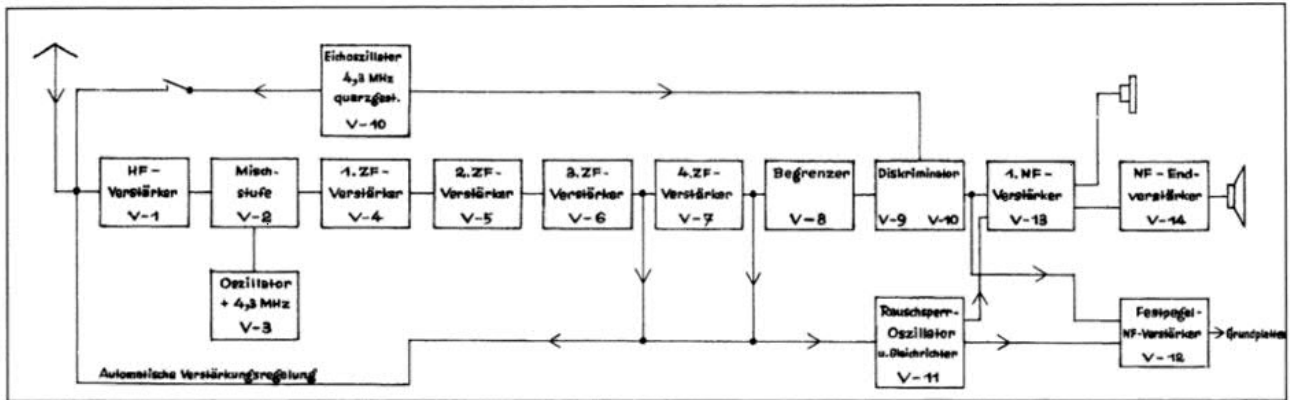 Eichoszillator
4,3 MHz
quarzgest.
V-10
HF-
Verstärker
V-1
Misch-
stufe
V-2
1. ZF-
Verstärker
V-4
2. ZF-
Verstärker
V-5
3. ZF-
Verstärker
V-6
4. ZF-
Verstärker
V-7
Begrenzer
V-8
Diskriminator
V-9 V-10
1. NF-
Verstärker
V-13
NF-End-
verstärker
V-14
Oszillator
+ 4,3 MHz
V-3
Rauschsperr-
Oszillator
u. Gleichrichter
V-11
Festpegel-
NF-Verstärker
V-12
Grundplatten
Automatische Verstärkungsregelung